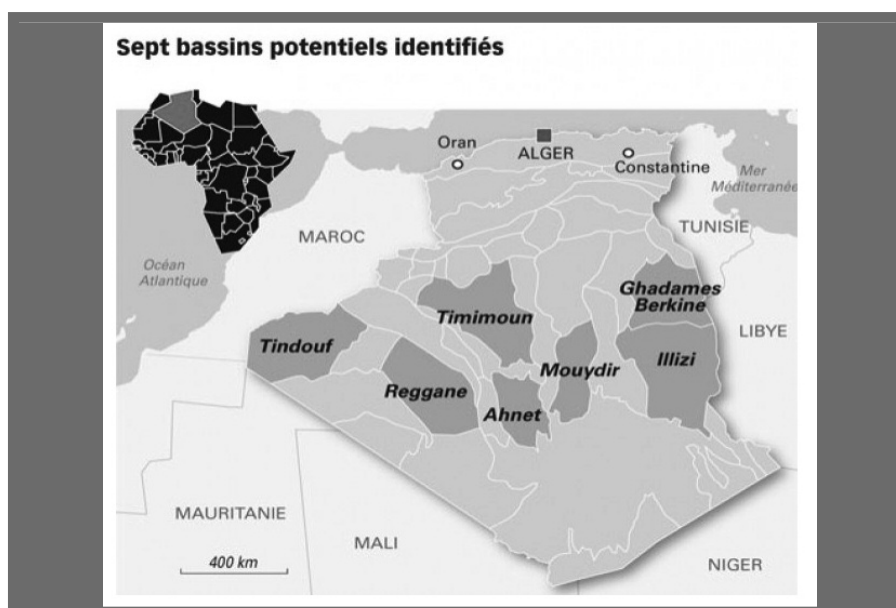 Sept bassins potentiels identifiés
Oran
ALGER
Constantine
Mer
Méditerranée
TUNISIE
MAROC
Océan
Atlantique
Ghadames
Berkine
Timimoun
Tindouf
LIBYE
Illizi
Mouydir
Reggane
Ahnet
MAURITANIE
MALI
400 km
NIGER